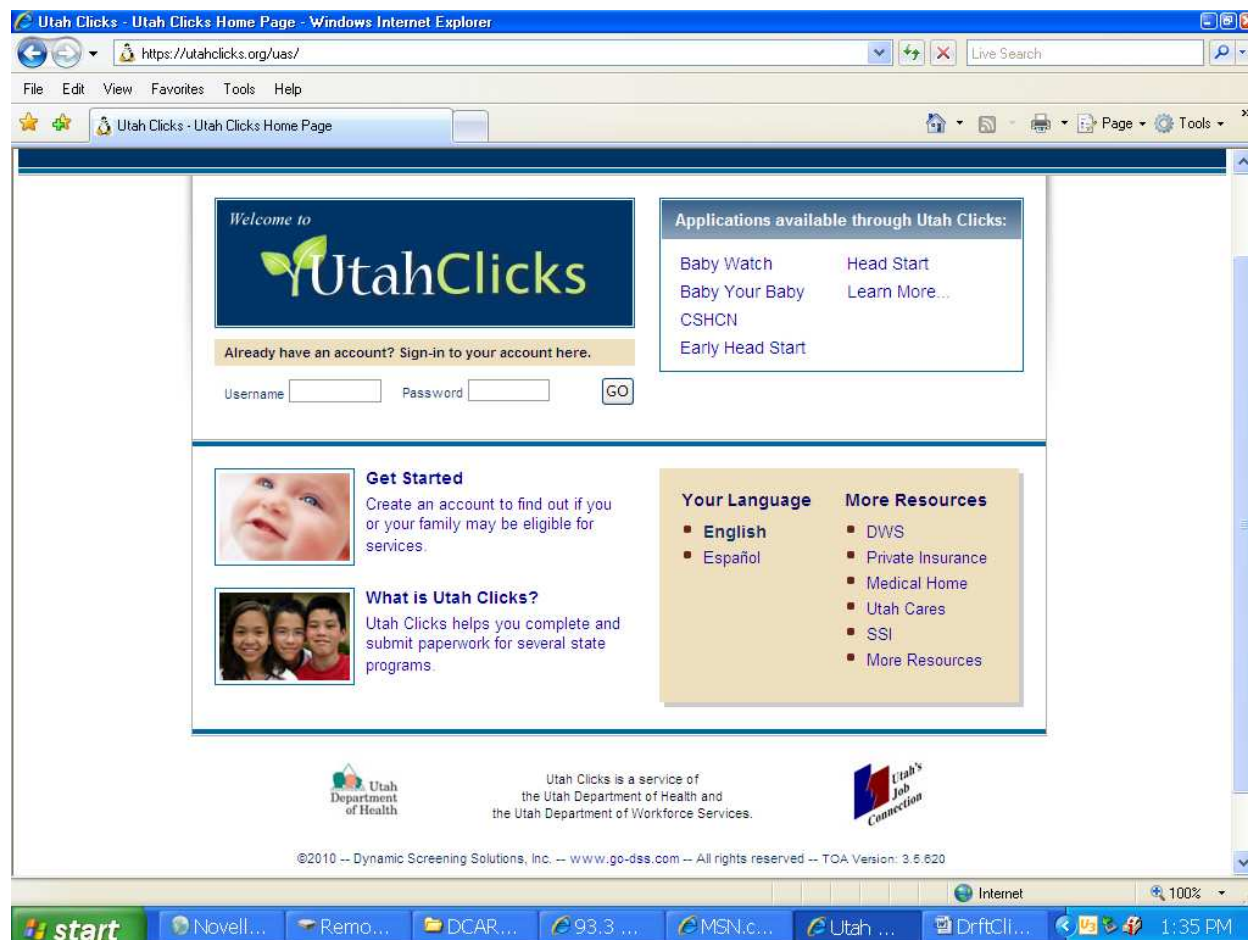 Utah Clicks - Utah Clicks Home Page - Windows Internet Explorer
https://utahclicks.org/uas/
Live Search
File Edit View Favorites Tools Help
Utah Clicks - Utah Clicks Home Page
Page Tools »
Welcome to
UtahClicks
Already have an account? Sign-in to your account here.
Username Password GO
Applications available through Utah Clicks:
Baby Watch
Baby Your Baby
CSHCN
Early Head Start
Head Start
Learn More...
Get Started
Create an account to find out if you
or your family may be eligible for
services.
What is Utah Clicks?
Utah Clicks helps you complete and
submit paperwork for several state
programs.
Your Language
English
Español
More Resources
DWS
Private Insurance
Medical Home
Utah Cares
SSI
More Resources
Utah
Department
of Health
Utah Clicks is a service of
the Utah Department of Health and
the Utah Department of Workforce Services.
Utah's
Job
Connection
©2010 -- Dynamic Screening Solutions, Inc. -- www.go-dss.com -- All rights reserved -- TOA Version: 3.5.620
Internet 100%
start Novell... Remo... DCAR... 93.3 ... MSN.c... Utah ... DrftCli... 1:35 PM